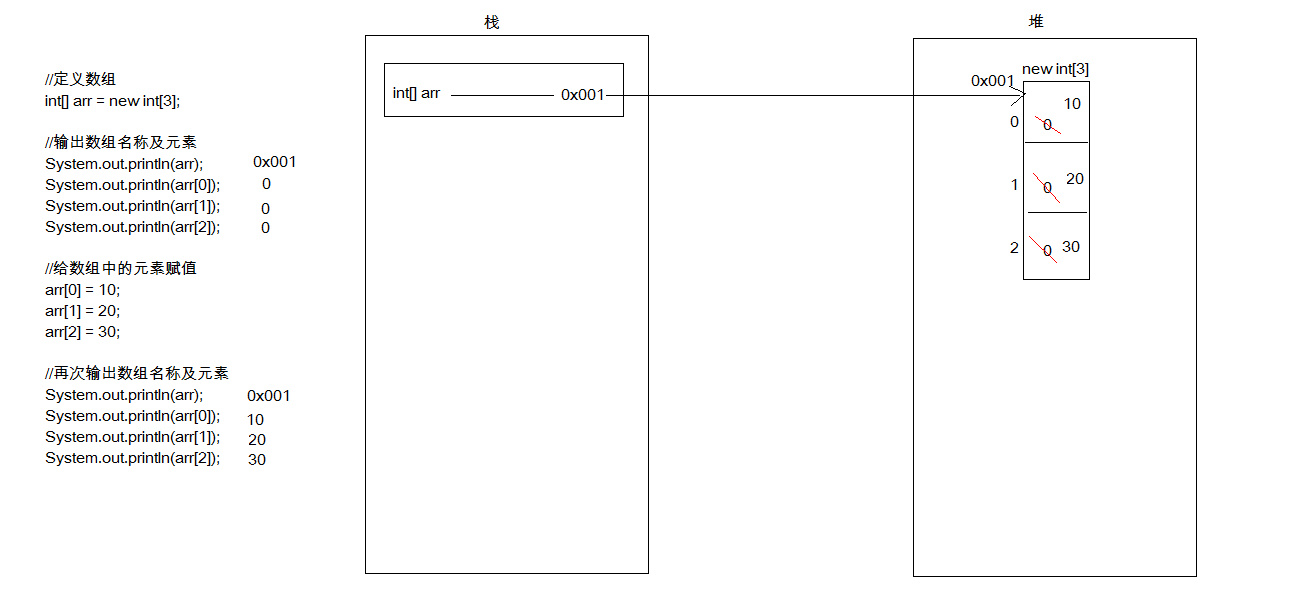 //定义数组
int[] arr = new int[3];
//输出数组名称及元素
System.out.println(arr); 0x001
System.out.println(arr[0]); 0
System.out.println(arr[1]); 0
System.out.println(arr[2]); 0
//给数组中的元素赋值
arr[0] = 10;
arr[1] = 20;
arr[2] = 30;
//再次输出数组名称及元素
System.out.println(arr); 0x001
System.out.println(arr[0]); 10
System.out.println(arr[1]); 20
System.out.println(arr[2]); 30
栈
int[] arr 0x001
堆
new int[3]
0x001
10
0 0
1 0 20
2 0 30